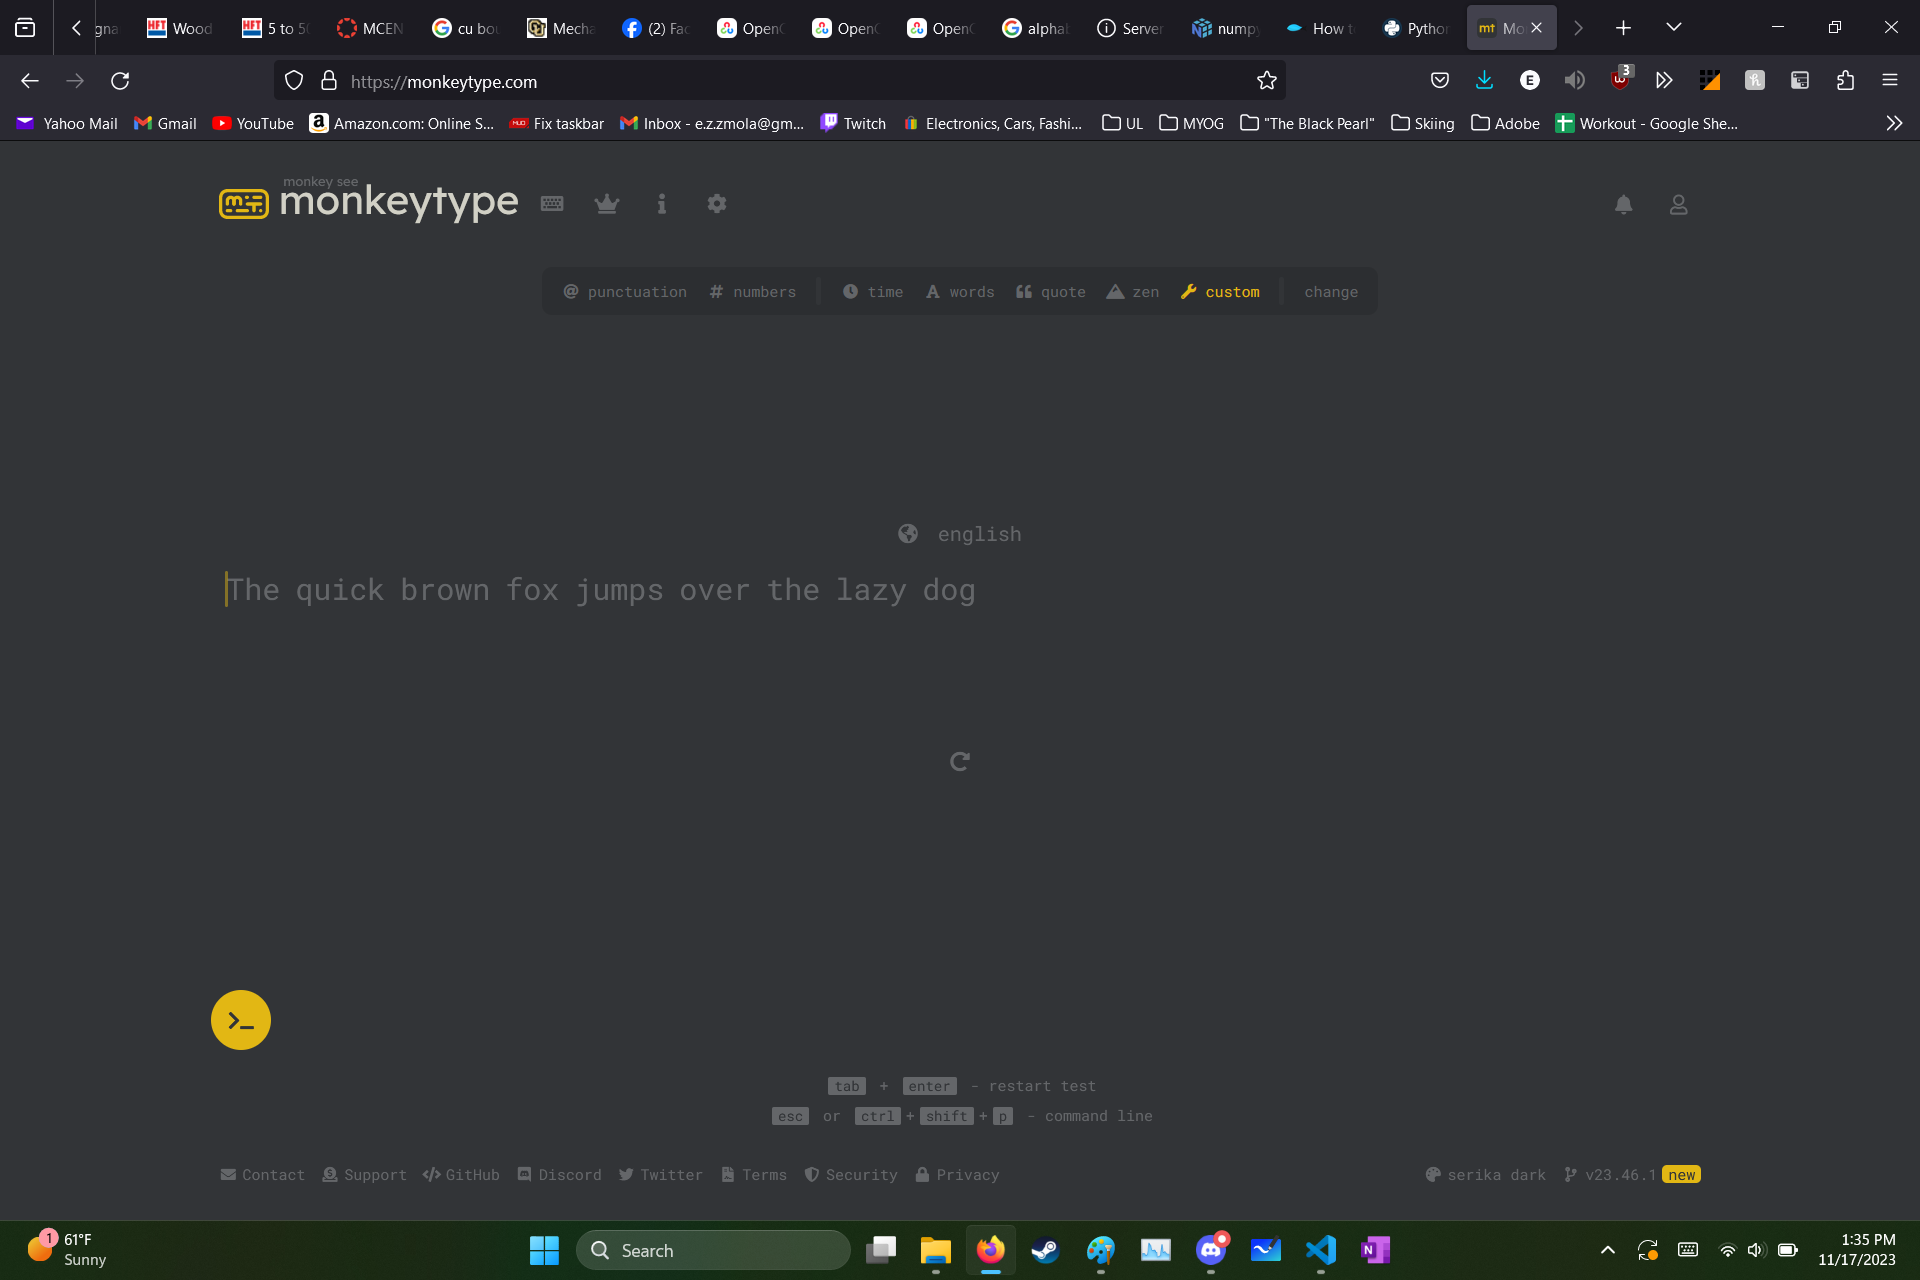 gna
Wood
5 to 5
MCEN
cu bou
Mecha
(2) Fac
Open
Open
Open
alphab
Server
numpy
How t
Python
Mo
https://monkeytype.com
E
3
Yahoo Mail
Gmail
YouTube
Amazon.com: Online S...
Fix taskbar
Inbox - e.z.zmola@gm...
Twitch
Electronics, Cars, Fashi...
UL
MYOG
"The Black Pearl"
Skiing
Adobe
Workout - Google She...
monkey see
monkeytype
@ punctuation # numbers time A words quote zen custom change
english
The quick brown fox jumps over the lazy dog
tab + enter - restart test
esc or ctrl + shift + p - command line
Contact Support GitHub Discord Twitter Terms Security Privacy
serika dark v23.46.1 new
1
61°F
Sunny
Search
1:35 PM
11/17/2023